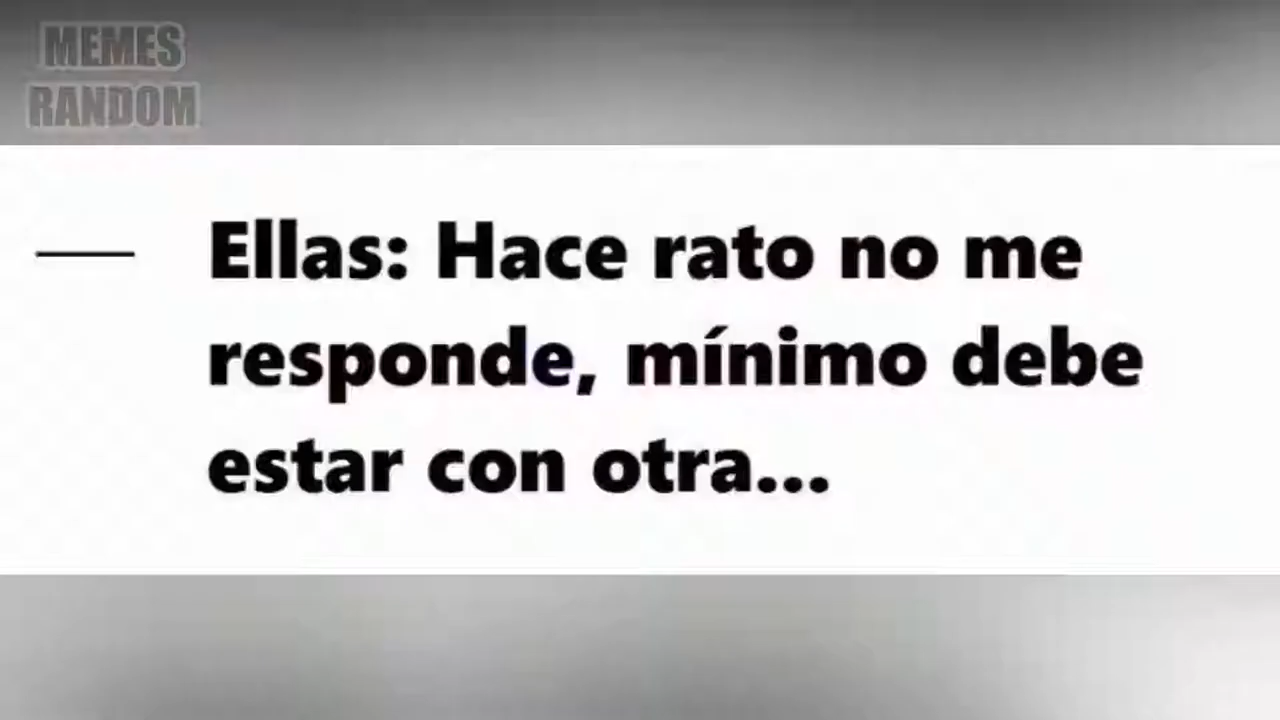 MEMES
RANDOM
— Ellas: Hace rato no me
responde, mínimo debe
estar con otra...